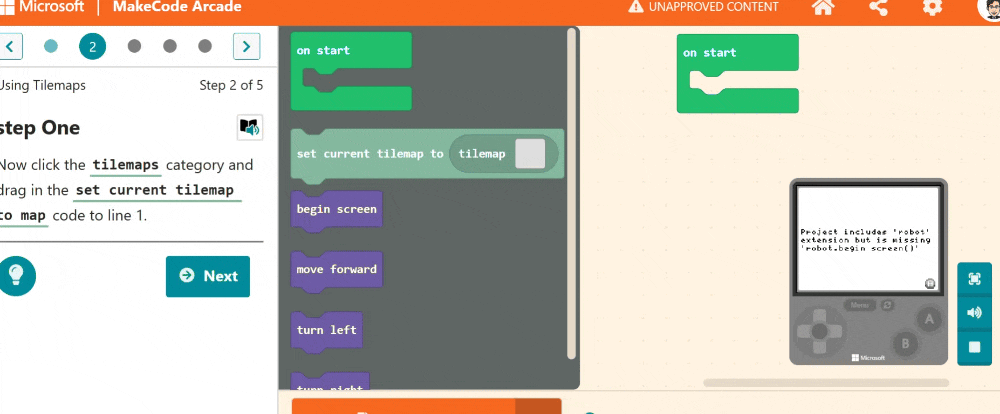 Microsoft | MakeCode Arcade
UNAPPROVED CONTENT
2
Using Tilemaps
Step 2 of 5
step One
Now click the tilemaps category and
drag in the set current tilemap
to map code to line 1.
Next
on start
set current tilemap to tilemap
begin screen
move forward
turn left
turn right
on start
Project includes 'robot'
extension but is missing
'robot.begin screen()'
Menu
A
B
Microsoft